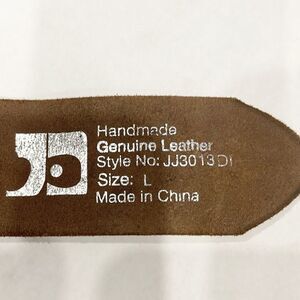 Handmade
Genuine Leather
Style No: JJ3013DI
Size: L
Made in China